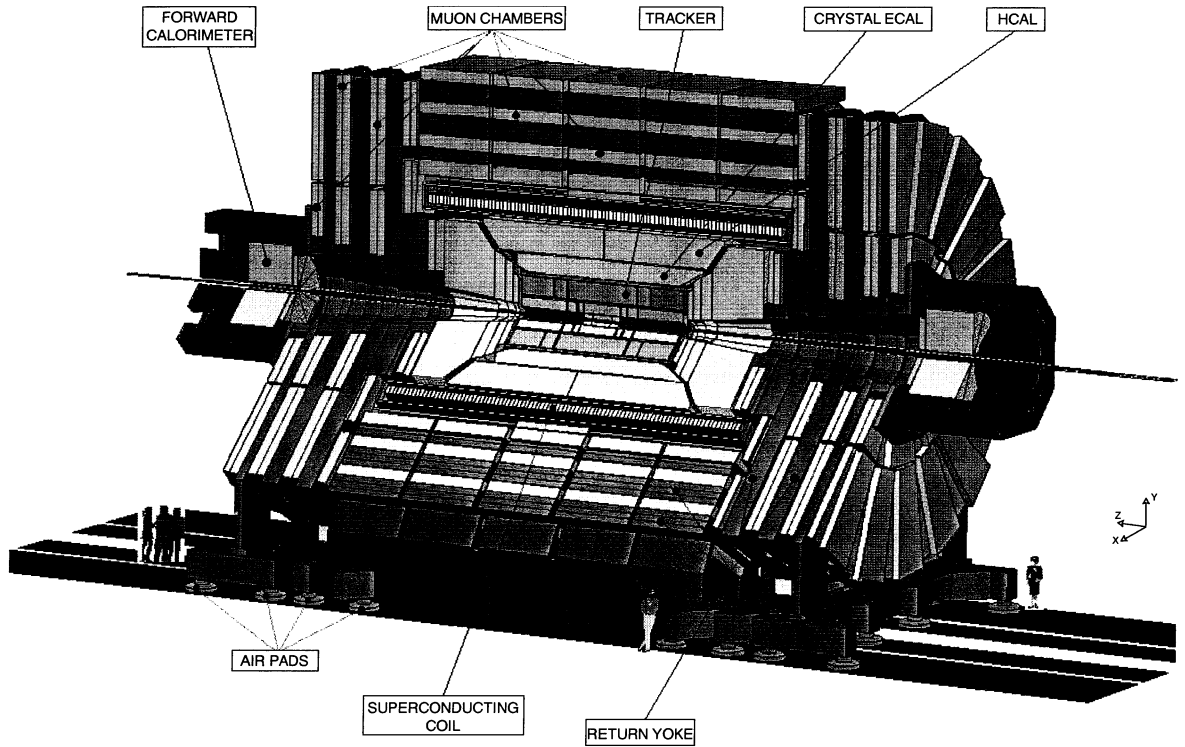 FORWARD
CALORIMETER
MUON CHAMBERS
TRACKER
CRYSTAL ECAL
HCAL
Y
Z
X
AIR PADS
SUPERCONDUCTING
COIL
RETURN YOKE